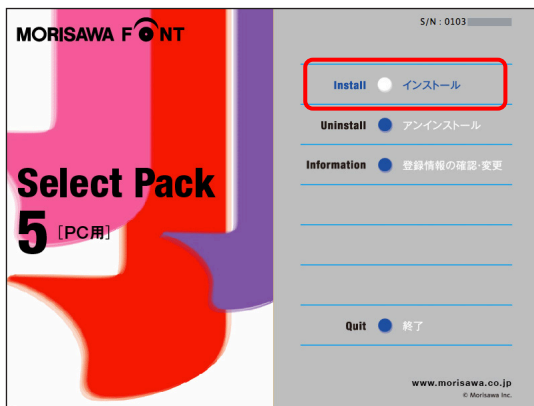 MORISAWA FONT
Select Pack
5 [PC用]
S/N : 0103
Install インストール
Uninstall アンインストール
Information 登録情報の確認・変更
Quit 終了
www.morisawa.co.jp
© Morisawa Inc.